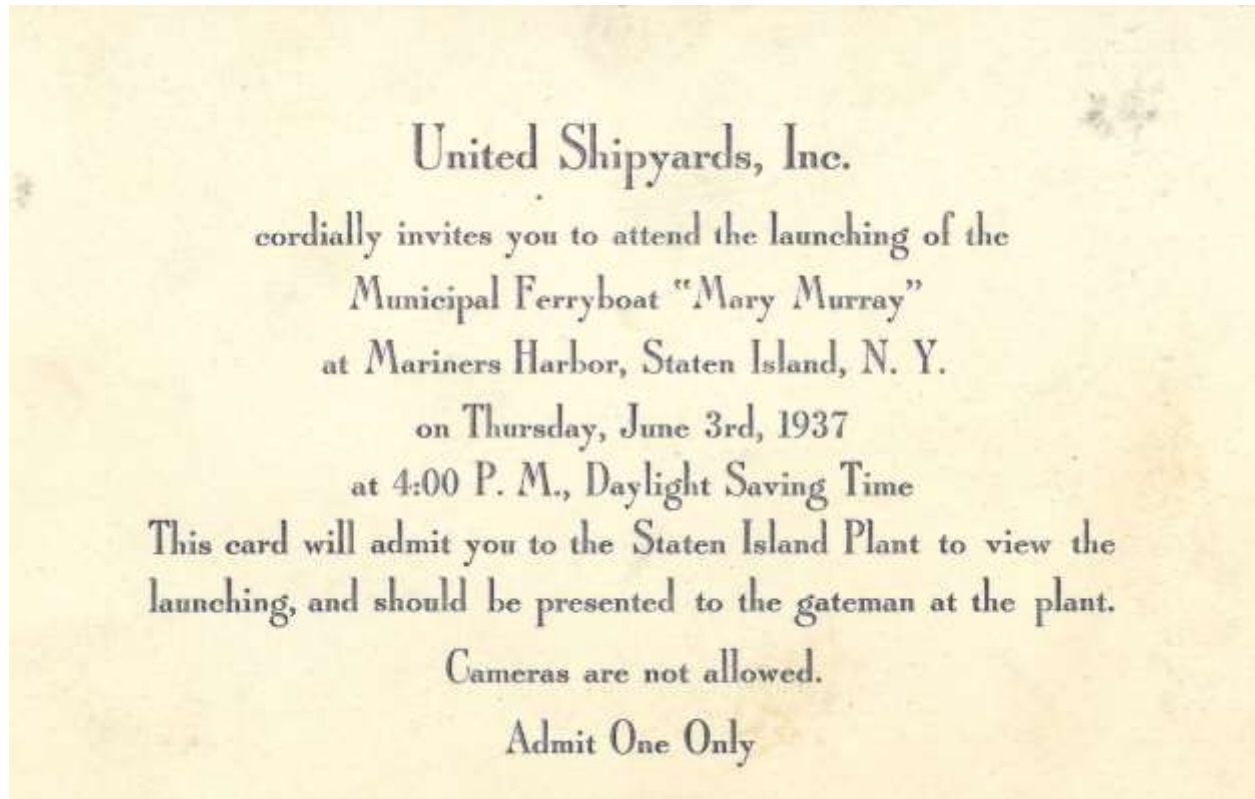 United Shipyards, Inc.
cordially invites you to attend the launching of the
Municipal Ferryboat “Mary Murray”
at Mariners Harbor, Staten Island, N. Y.
on Thursday, June 3rd, 1937
at 4:00 P. M., Daylight Saving Time
This card will admit you to the Staten Island Plant to view the
launching, and should be presented to the gateman at the plant.
Cameras are not allowed.
Admit One Only